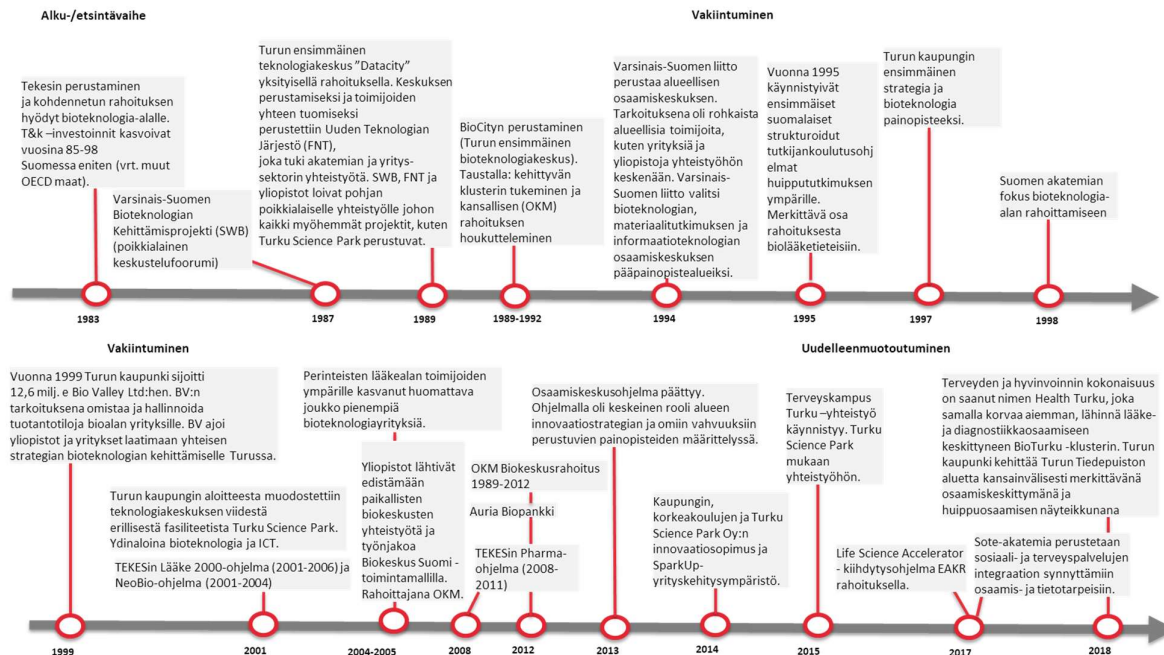 Alku-/etsintävaihe
Vakiintuminen
Tekesin perustaminen
ja kohdennetun rahoituksen
hyödyt bioteknologia-alalle.
T&k –investoinnit kasvoivat
vuosina 85-98
Suomessa eniten (vrt. muut
OECD maat).
Varsinais-Suomen
Bioteknologian
Kehittämisprojekti (SWB)
(poikkialainen
keskustelufoorumi)
Turun ensimmäinen
teknologiakeskus ”Datacity”
yksityisellä rahoituksella. Keskuksen
perustamiseksi ja toimijoiden
yhteen tuomiseksi
perustettiin Uuden Teknologian
Järjestö (FNT),
joka tuki akatemian ja yritys-
sektorin yhteistyötä. SWB, FNT ja
yliopistot loivat pohjan
poikkialaiselle yhteistyölle johon
kaikki myöhemmät projektit, kuten
Turku Science Park perustuvat.
BioCityn perustaminen
(Turun ensimmäinen
bioteknologiakeskus).
Taustalla: kehittyvän
klusterin tukeminen ja
kansallisen (OKM)
rahoituksen
houkutteleminen
Varsinais-Suomen liitto
perustaa alueellisen
osaamiskeskuksen.
Tarkoituksena oli rohkaista
alueellisia toimijoita,
kuten yrityksiä ja
yliopistoja yhteistyöhön
keskenään. Varsinais-
Suomen liitto valitsi
bioteknologian,
materiaalitutkimuksen ja
informaatioteknologian
osaamiskeskuksen
pääpainopistealueiksi.
Vuonna 1995
käynnistyivät
ensimmäiset
suomalaiset
strukturoidut
tutkijankoulutusohj
elmat
huippututkimuksen
ympärille.
Merkittävä osa
rahoituksesta
biolääketieteisiin.
Turun kaupungin
ensimmäinen
strategia ja
bioteknologia
painopisteeksi.
Suomen akatemian
fokus bioteknologia-
alan rahoittamiseen
1983
1987
1989
1989-1992
1994
1995
1997
1998
Vakiintuminen
Uudelleenmuotoutuminen
Vuonna 1999 Turun kaupunki sijoitti
12,6 milj. e Bio Valley Ltd:hen. BV:n
tarkoituksena omistaa ja hallinnoida
tuotantotiloja bioalan yrityksille. BV ajoi
yliopistot ja yritykset laatimaan yhteisen
strategian bioteknologian kehittämiselle Turussa.
Turun kaupungin aloitteesta muodostettiin
teknologiakeskuksen viidestä
erillisestä fasiliteetista Turku Science Park.
Ydinaloina bioteknologia ja ICT.
TEKESin Lääke 2000-ohjelma (2001-2006) ja
NeoBio-ohjelma (2001-2004)
Perinteisten lääkealan toimijoiden
ympärille kasvanut huomattava
joukko pienempiä
bioteknologiayrityksiä.
Yliopistot lähtivät
edistämään
paikallisten
biokeskusten
yhteistyötä ja
työnjakoa
Biokeskus Suomi -
toimintamallilla.
Rahoittajana OKM.
OKM Biokeskusrahoitus
1989-2012
Auria Biopankki
TEKESin Pharma-
ohjelma (2008-
2011)
Osaamiskeskusohjelma päättyy.
Ohjelmalla oli keskeinen rooli alueen
innovaatiostrategian ja omiin vahvuuksiin
perustuvien painopisteiden määrittelyssä.
Kaupungin,
korkeakoulujen ja Turku
Science Park Oy:n
innovaatiosopimus ja
SparkUp-
yrityskehitysympäristö.
Terveyskampus
Turku –yhteistyö
käynnistyy. Turku
Science Park
mukaan
yhteistyöhön.
Life Science Accelerator
- kiihdytysohjelma EAKR
rahoituksella.
Terveyden ja hyvinvoinnin kokonaisuus
on saanut nimen Health Turku, joka
samalla korvaa aiemman, lähinnä lääke-
ja diagnostiikkaosaamiseen
keskittyneen BioTurku -klusterin. Turun
kaupunki kehittää Turun Tiedepuiston
aluetta kansainvälisesti merkittävänä
osaamiskeskittymänä ja
huippuosaamisen näyteikkunana
Sote-akatemia perustetaan
sosiaali- ja terveyspalvelujen
integraation synnyttämiin
osaamis- ja tietotarpeisiin.
1999
2001
2004-2005
2008
2012
2013
2014
2015
2017
2018